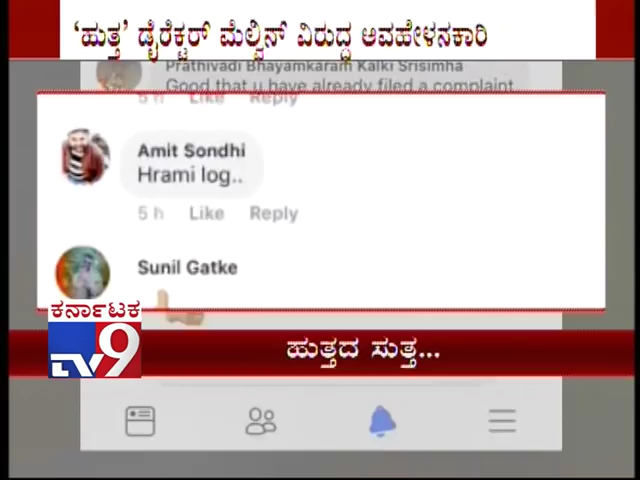 ‘ಹುತ್ತ’ ಡೈರೆಕ್ಟರ್ ಮೆಲ್ವಿನ್ ವಿರುದ್ಧ ಅವಹೇಳನಕಾರಿ
Prathivadi Bhayamkaram Kalki Srisimha
Good that u have already filed a complaint
5 h Like Reply
Amit Sondhi
Hrami log..
5 h Like Reply
Sunil Gatke
ಕರ್ನಾಟಕ
TV9
ಹುತ್ತದ ಸುತ್ತ...